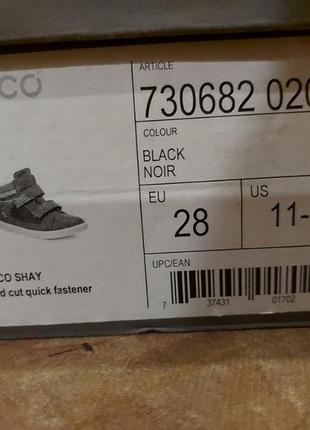 CO
ARTICLE
730682 020
COLOUR
BLACK
NOIR
EU
US
28
11-
CO SHAY
d cut quick fastener
UPC/EAN
7 37431 01702